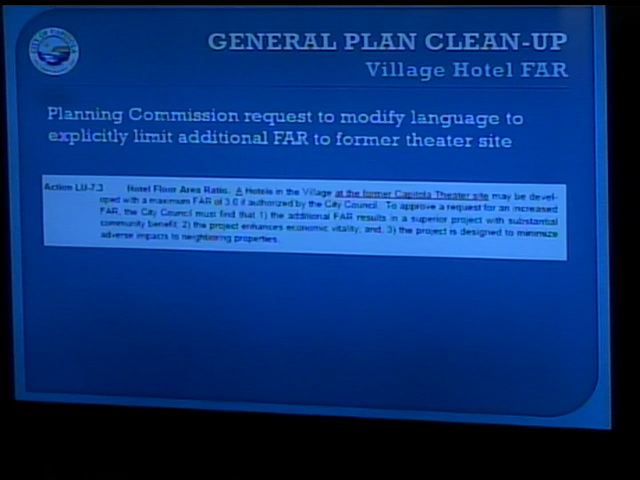 GENERAL PLAN CLEAN-UP
Village Hotel FAR
Planning Commission request to modify language to
explicitly limit additional FAR to former theater site
Action LU-7.3 Hotel Floor Area Ratio. A Hotels in the Village at the former Capitola Theater site may be devel-
oped with a maximum FAR of 3.0 if authorized by the City Council. To approve a request for an increased
FAR, the City Council must find that 1) the additional FAR results in a superior project with substantial
community benefit; 2) the project enhances economic vitality; and, 3) the project is designed to minimize
adverse impacts to neighboring properties.